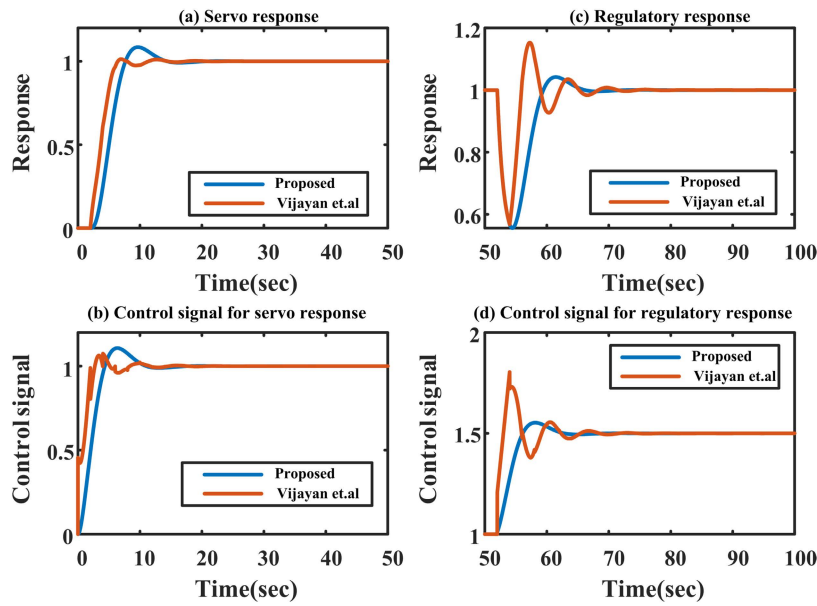 (a) Servo response
1
0.5
0
Response
Proposed
Vijayan et.al
0 10 20 30 40 50
Time(sec)
(c) Regulatory response
1.2
1
0.8
0.6
Response
Proposed
Vijayan et.al
50 60 70 80 90 100
Time(sec)
(b) Control signal for servo response
1
0.5
0
Control signal
Proposed
Vijayan et.al
0 10 20 30 40 50
Time(sec)
(d) Control signal for regulatory response
2
1.5
1
Control signal
Proposed
Vijayan et.al
50 60 70 80 90 100
Time(sec)